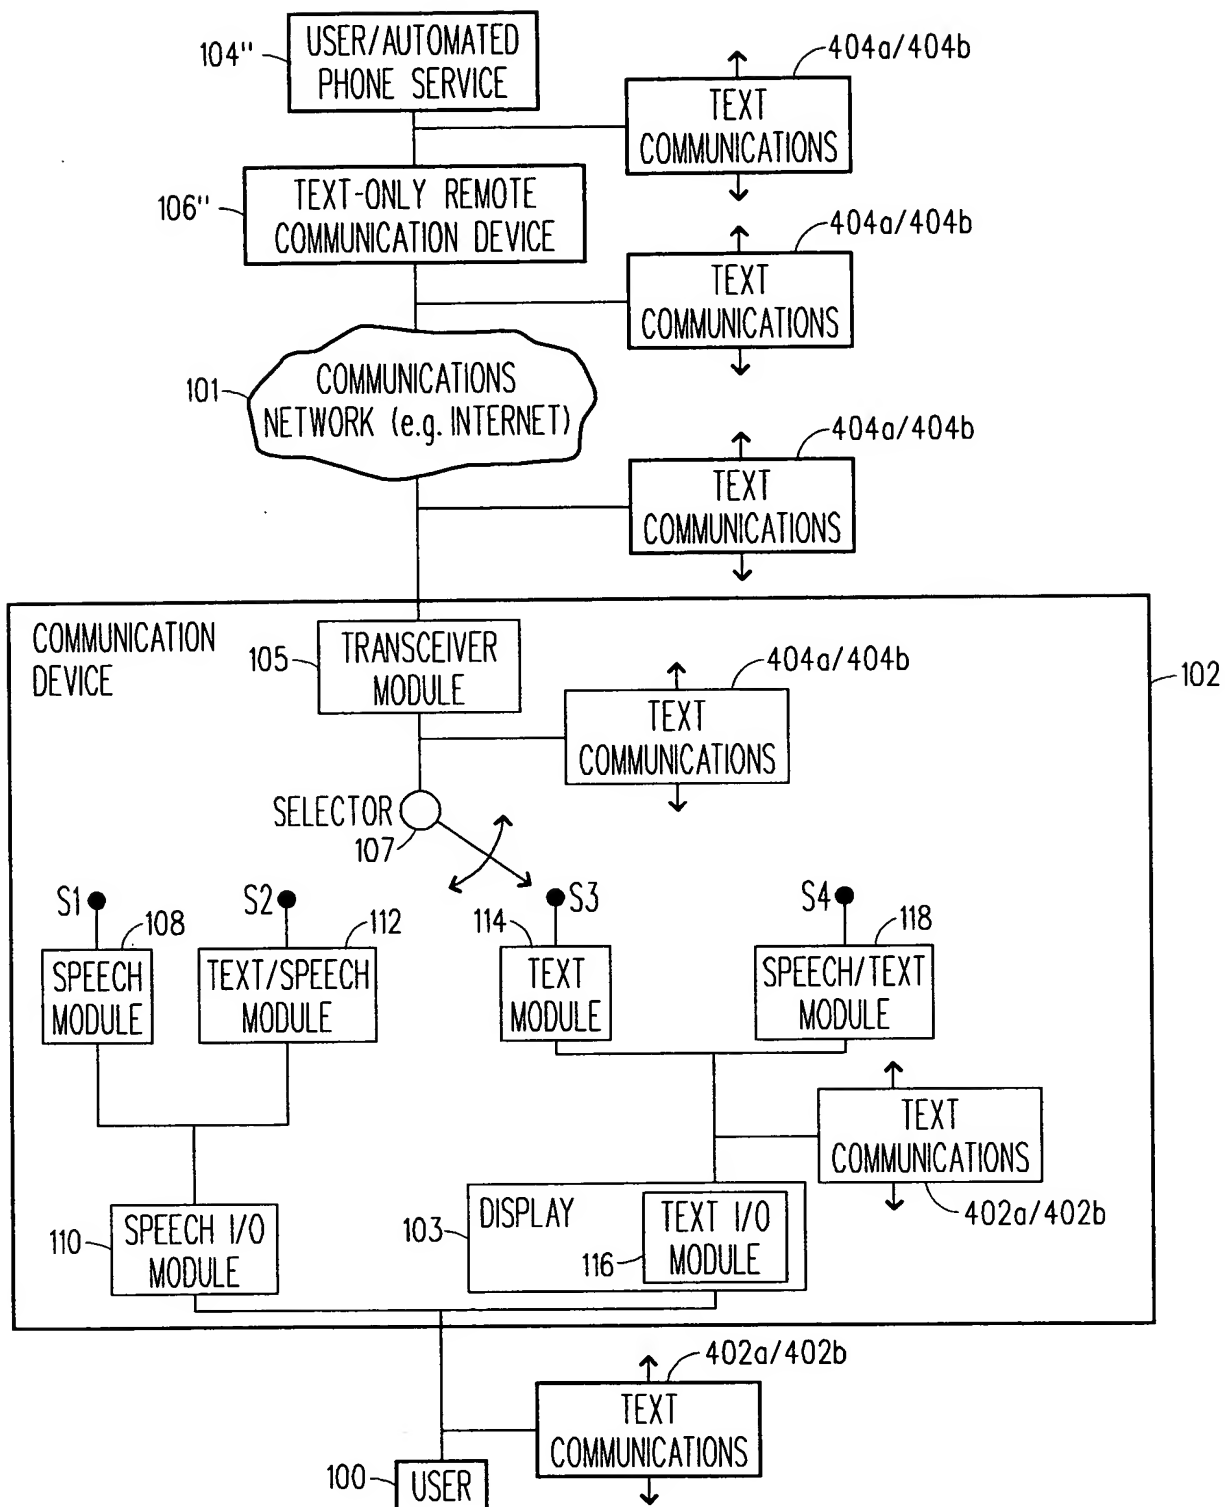 104"
USER/AUTOMATED
PHONE SERVICE
404a/404b
TEXT
COMMUNICATIONS
106"
TEXT-ONLY REMOTE
COMMUNICATION DEVICE
404a/404b
TEXT
COMMUNICATIONS
101
COMMUNICATIONS
NETWORK (e.g. INTERNET)
404a/404b
TEXT
COMMUNICATIONS
COMMUNICATION
DEVICE
102
105
TRANSCEIVER
MODULE
404a/404b
TEXT
COMMUNICATIONS
SELECTOR
107
S1
S2
S3
S4
108
SPEECH
MODULE
112
TEXT/SPEECH
MODULE
114
TEXT
MODULE
118
SPEECH/TEXT
MODULE
TEXT
COMMUNICATIONS
402a/402b
110
SPEECH I/O
MODULE
103
DISPLAY
116
TEXT I/O
MODULE
402a/402b
TEXT
COMMUNICATIONS
100
USER